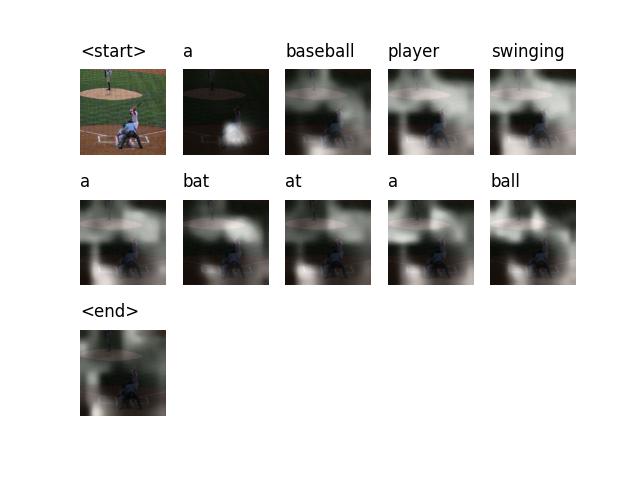 <start> a baseball player swinging
a bat at a ball
<end>